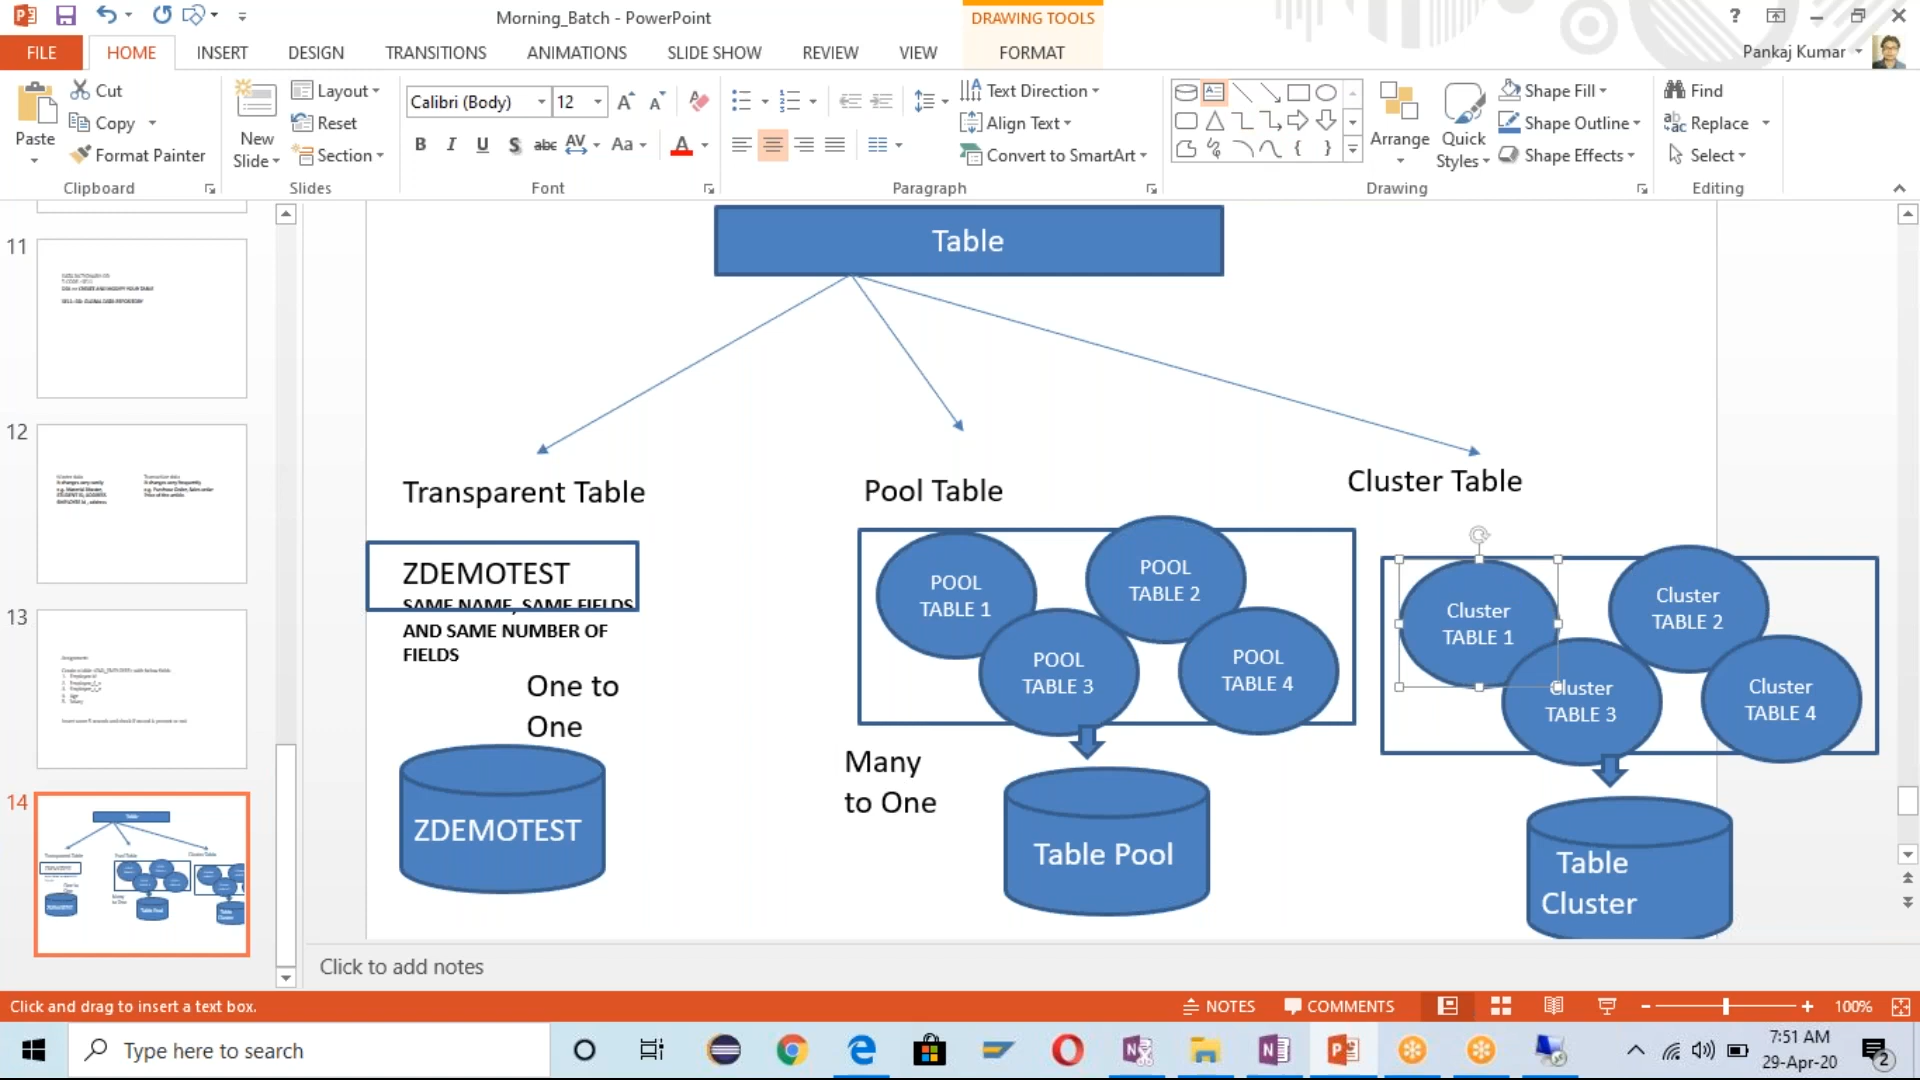 Morning_Batch - PowerPoint
DRAWING TOOLS
?
FILE
HOME
INSERT
DESIGN
TRANSITIONS
ANIMATIONS
SLIDE SHOW
REVIEW
VIEW
FORMAT
Pankaj Kumar
Paste
Cut
Copy
Format Painter
Clipboard
New
Slide
Layout
Reset
Section
Slides
Calibri (Body)
12
B I U S abc AV Aa A
Font
Text Direction
Align Text
Convert to SmartArt
Paragraph
Arrange
Quick
Styles
Shape Fill
Shape Outline
Shape Effects
Drawing
Find
Replace
Select
Editing
11
12
13
14
Table
Transparent Table
Pool Table
Cluster Table
ZDEMOTEST
SAME NAME, SAME FIELDS
AND SAME NUMBER OF
FIELDS
One to
One
ZDEMOTEST
POOL
TABLE 1
POOL
TABLE 2
POOL
TABLE 3
POOL
TABLE 4
Many
to One
Table Pool
Cluster
TABLE 1
Cluster
TABLE 2
Cluster
TABLE 3
Cluster
TABLE 4
Table
Cluster
Click to add notes
Click and drag to insert a text box.
NOTES
COMMENTS
100%
Type here to search
7:51 AM
29-Apr-20
2